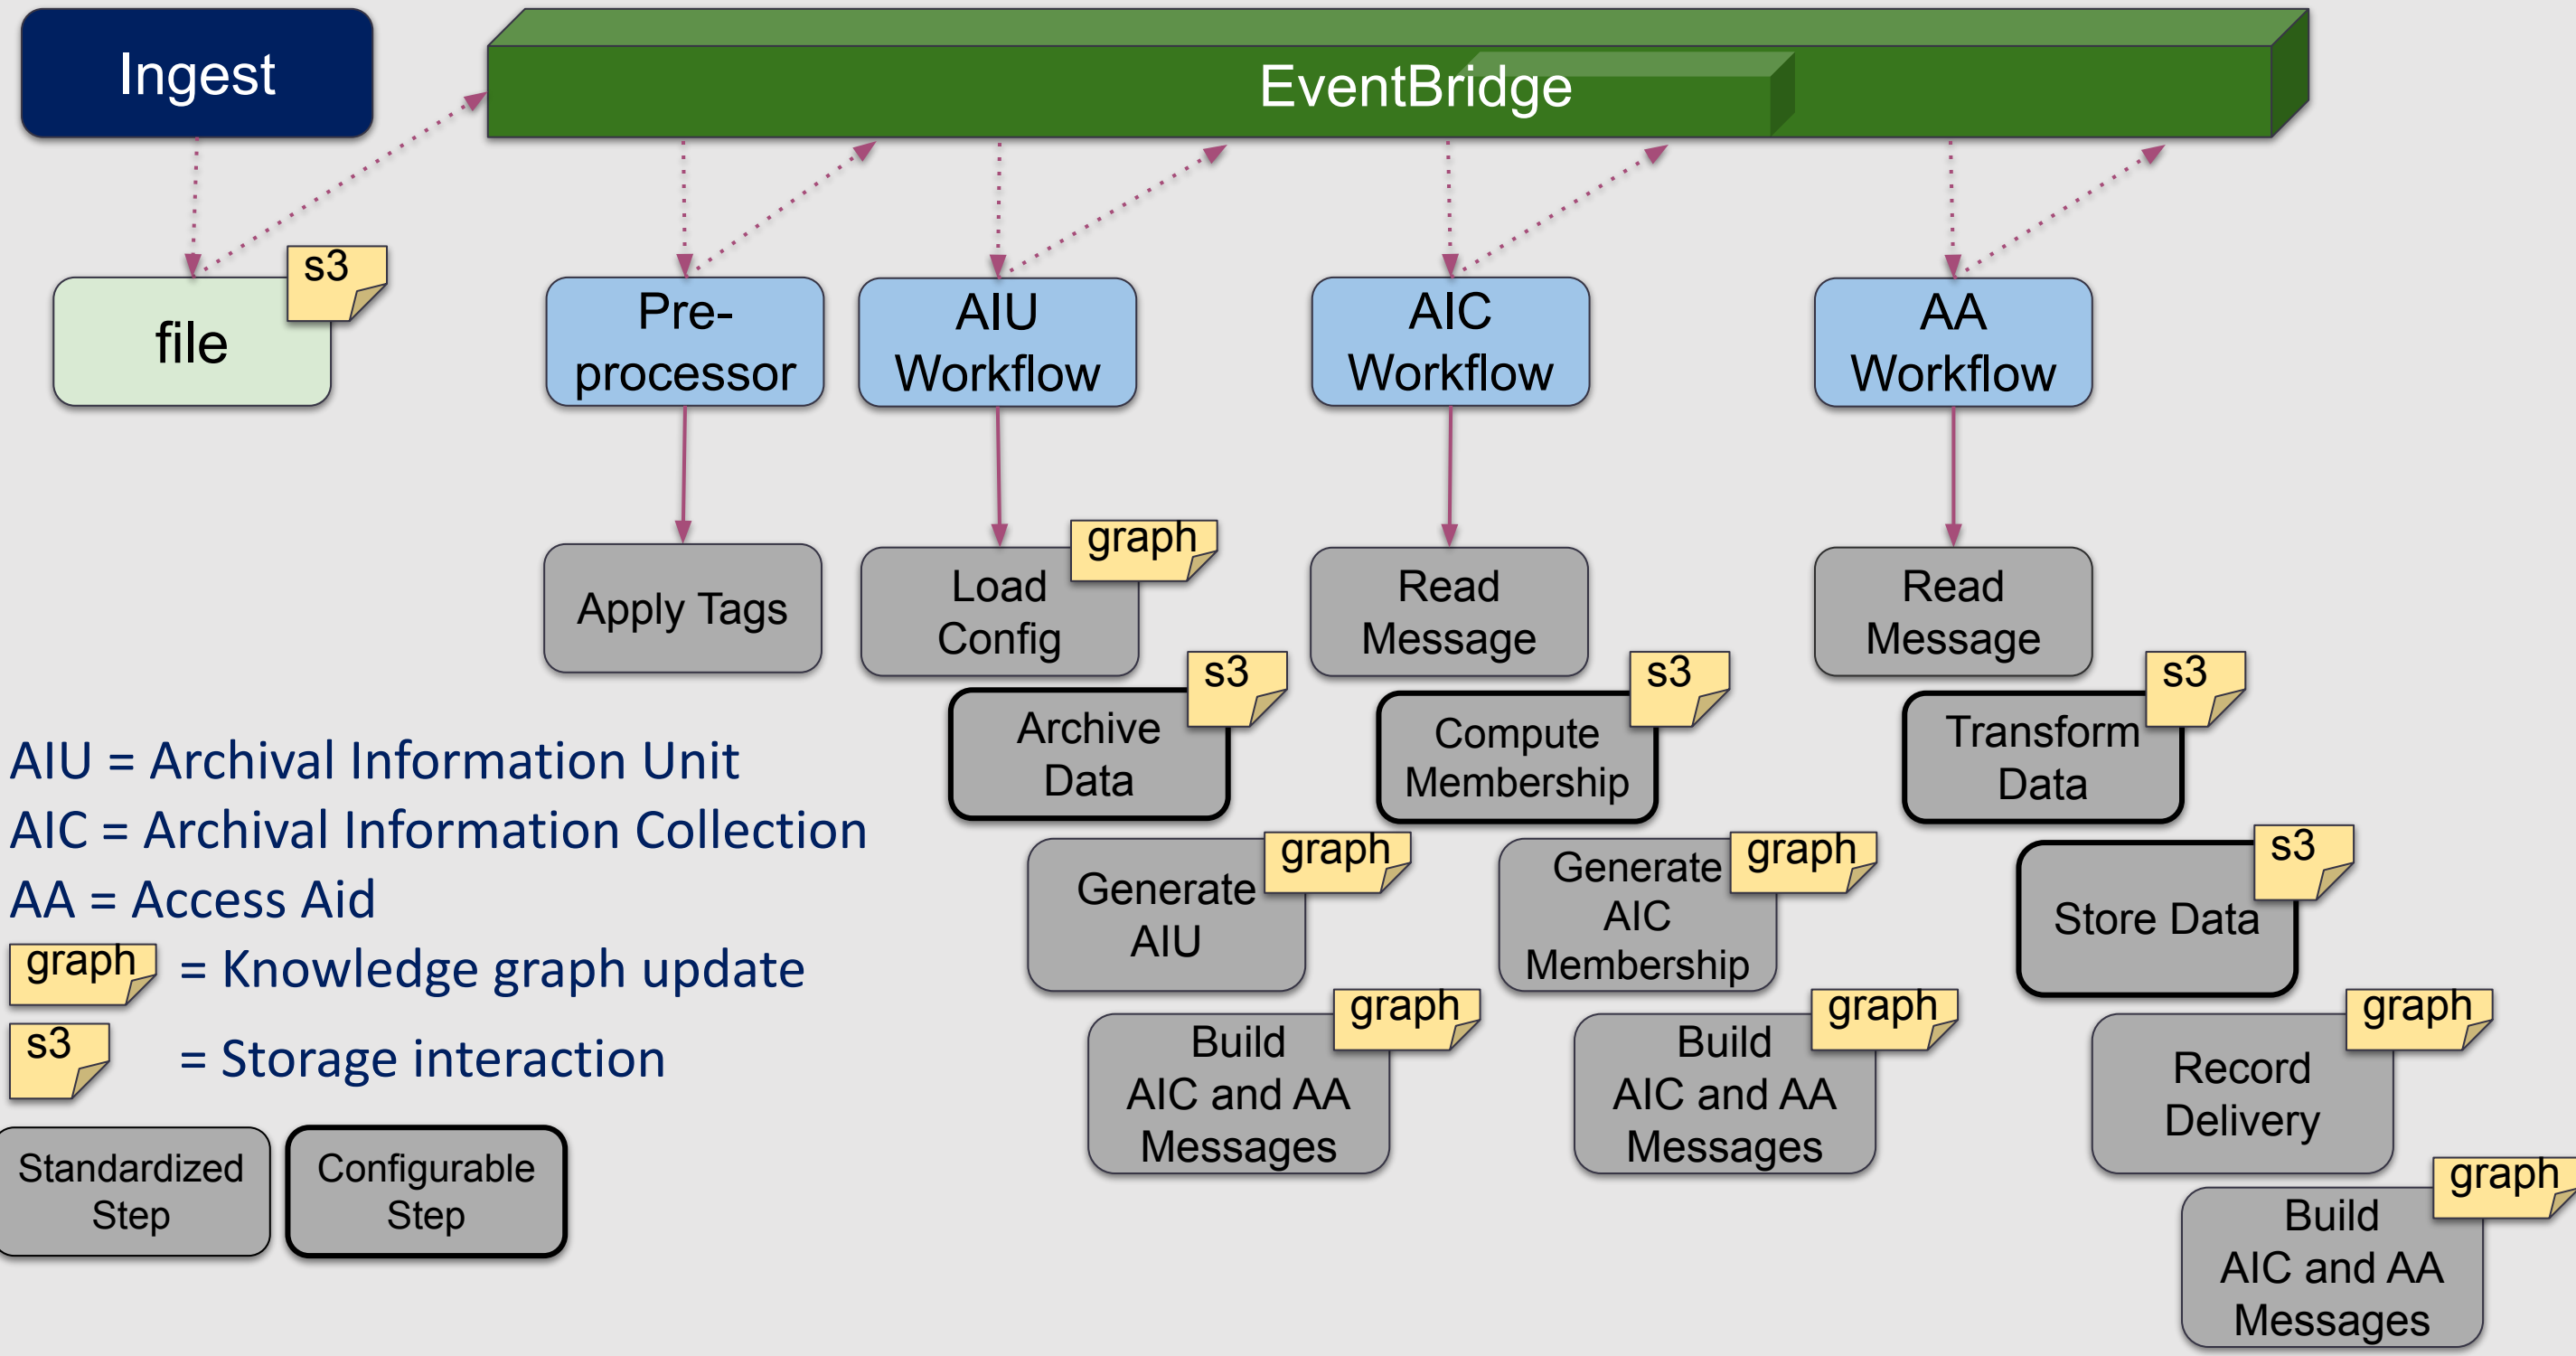 Ingest
EventBridge
file
s3
Pre-
processor
AIU
Workflow
AIC
Workflow
AA
Workflow
Apply Tags
Load
Config
graph
Archive
Data
s3
Generate
AIU
graph
Build
AIC and AA
Messages
graph
Read
Message
Compute
Membership
s3
Generate
AIC
Membership
graph
Build
AIC and AA
Messages
graph
Read
Message
Transform
Data
s3
Store Data
s3
Record
Delivery
graph
Build
AIC and AA
Messages
graph
AIU = Archival Information Unit
AIC = Archival Information Collection
AA = Access Aid
graph = Knowledge graph update
s3 = Storage interaction
Standardized
Step
Configurable
Step